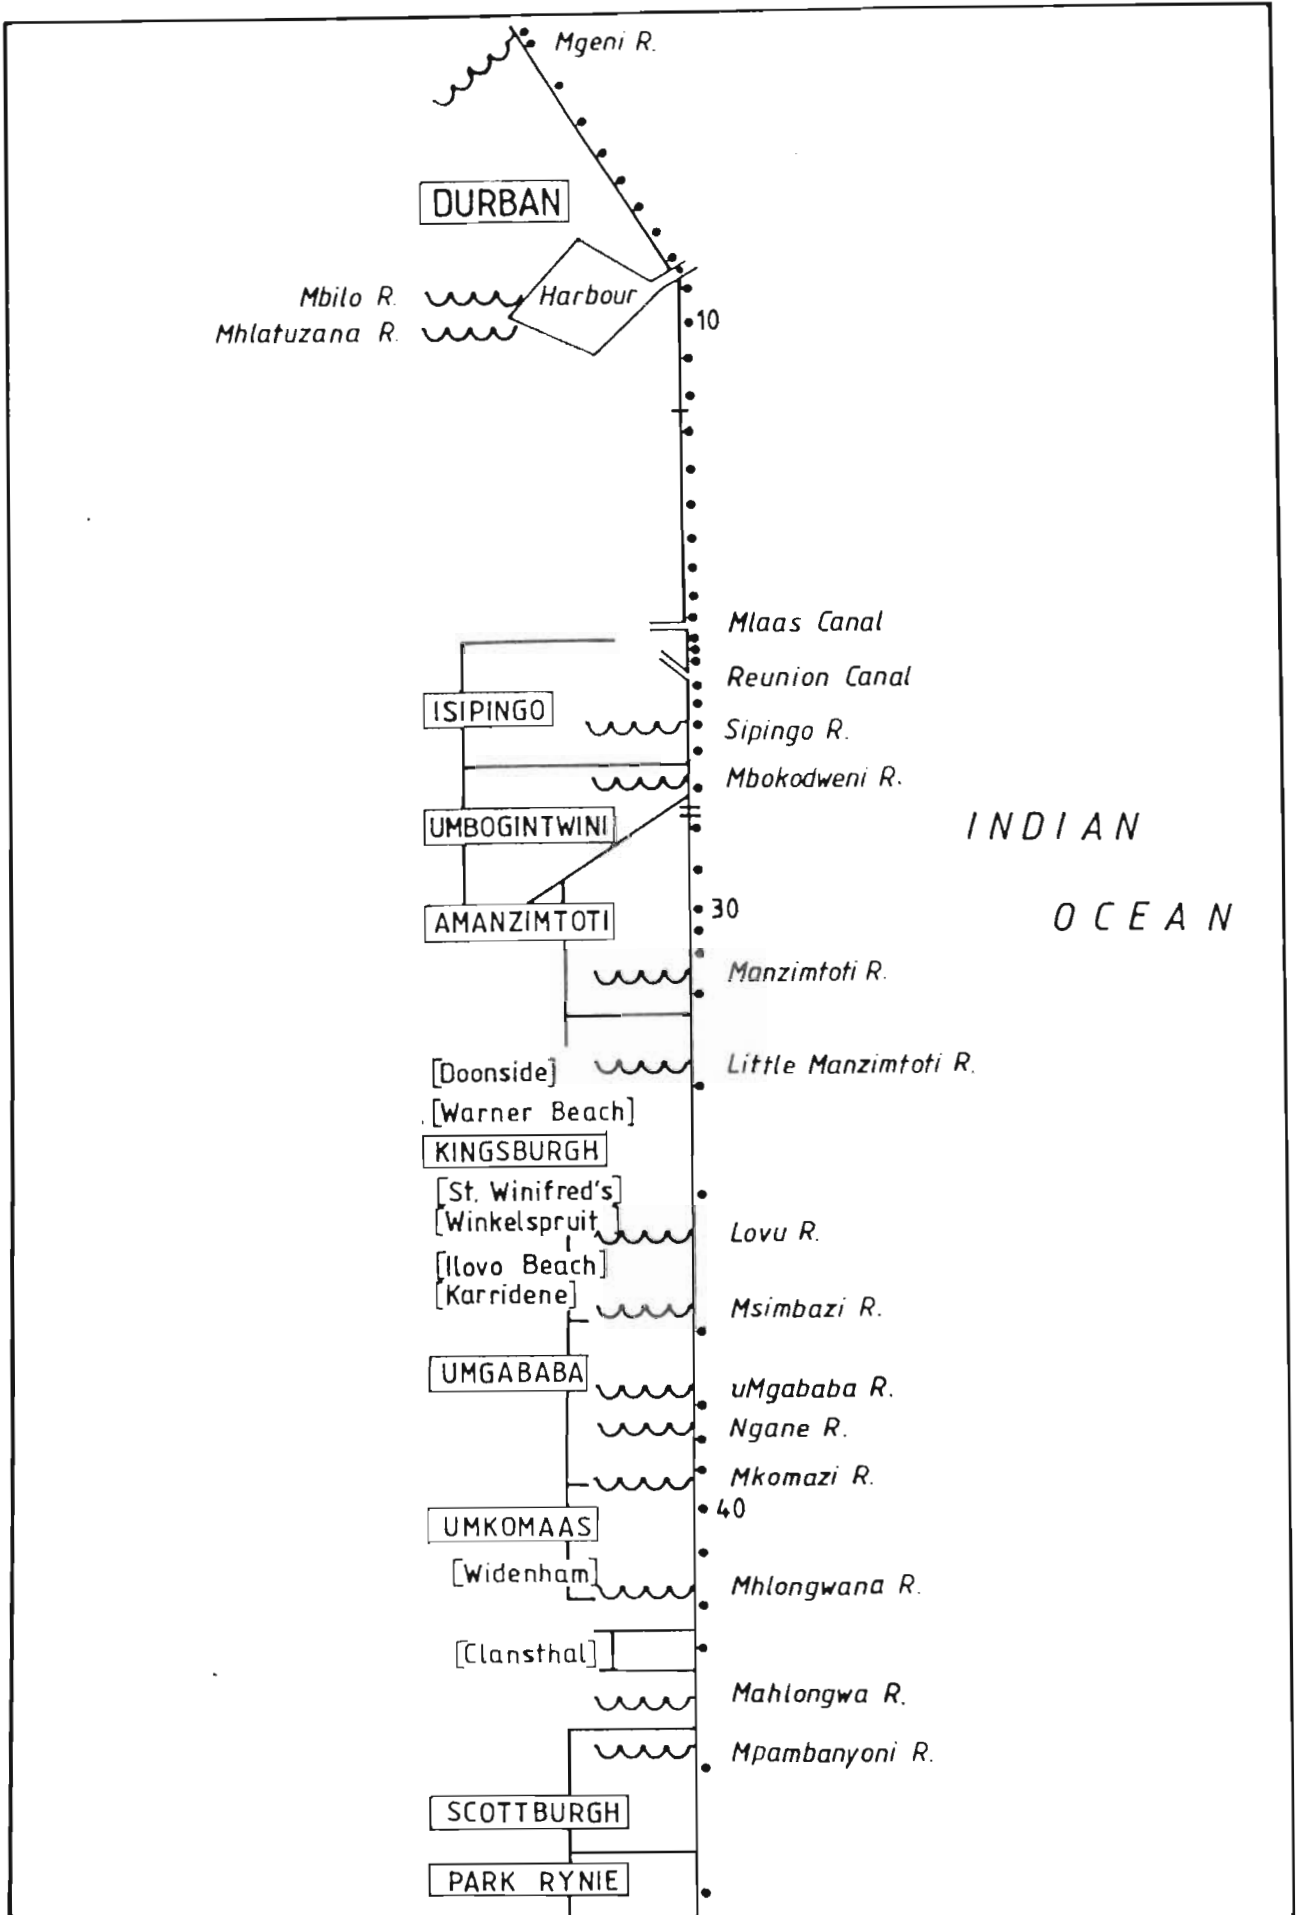 Mgeni R.
DURBAN
Mbilo R.
Harbour
10
Mhlatuzana R.
Mlaas Canal
Reunion Canal
ISIPINGO
Sipingo R.
Mbokodweni R.
UMBOGINTWINI
INDIAN
30
OCEAN
AMANZIMTOTI
Manzimtoti R.
Little Manzimtoti R.
[Doonside]
[Warner Beach]
KINGSBURGH
[St. Winifred's]
[Winkelspruit]
Lovu R.
[Ilovo Beach]
[Karridene]
Msimbazi R.
UMGABABA
uMgababa R.
Ngane R.
Mkomazi R.
40
UMKOMAAS
[Widenham]
Mhlongwana R.
[Clansthal]
Mahlongwa R.
Mpambanyoni R.
SCOTTBURGH
PARK RYNIE